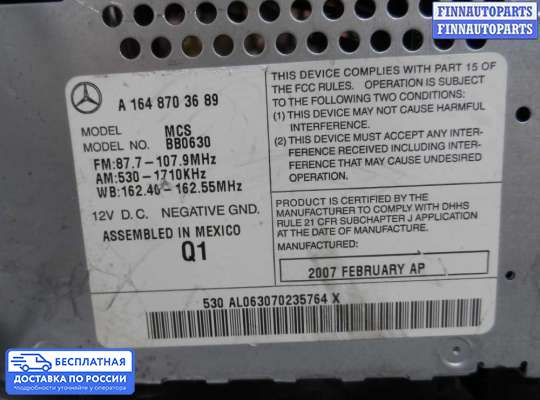 FINNAUTOPARTS
FINNAUTOPARTS
FINNAUTOPARTS
A 164 870 36 89
MODEL MCS
MODEL NO. BB0630
FM:87.7-107.9MHz
AM:530-1710KHz
WB:162.40-162.55MHz
12V D.C. NEGATIVE GND.
ASSEMBLED IN MEXICO
Q1
THIS DEVICE COMPLIES WITH PART 15 OF
THE FCC RULES. OPERATION IS SUBJECT
TO THE FOLLOWING TWO CONDITIONS:
(1) THIS DEVICE MAY NOT CAUSE HARMFUL
INTERFERENCE.
(2) THIS DEVICE MUST ACCEPT ANY INTER-
FERENCE RECEIVED INCLUDING INTER-
FERENCE THAT MAY CAUSE UNDESIRED
OPERATION.
PRODUCT IS CERTIFIED BY THE
MANUFACTURER TO COMPLY WITH DHHS
RULE 21 CFR SUBCHAPTER J APPLICATION
AT THE DATE OF MANUFACTURE.
MANUFACTURED:
2007 FEBRUARY AP
530 AL063070235764 X
БЕСПЛАТНАЯ
ДОСТАВКА ПО РОССИИ
подробности уточняйте у оператора